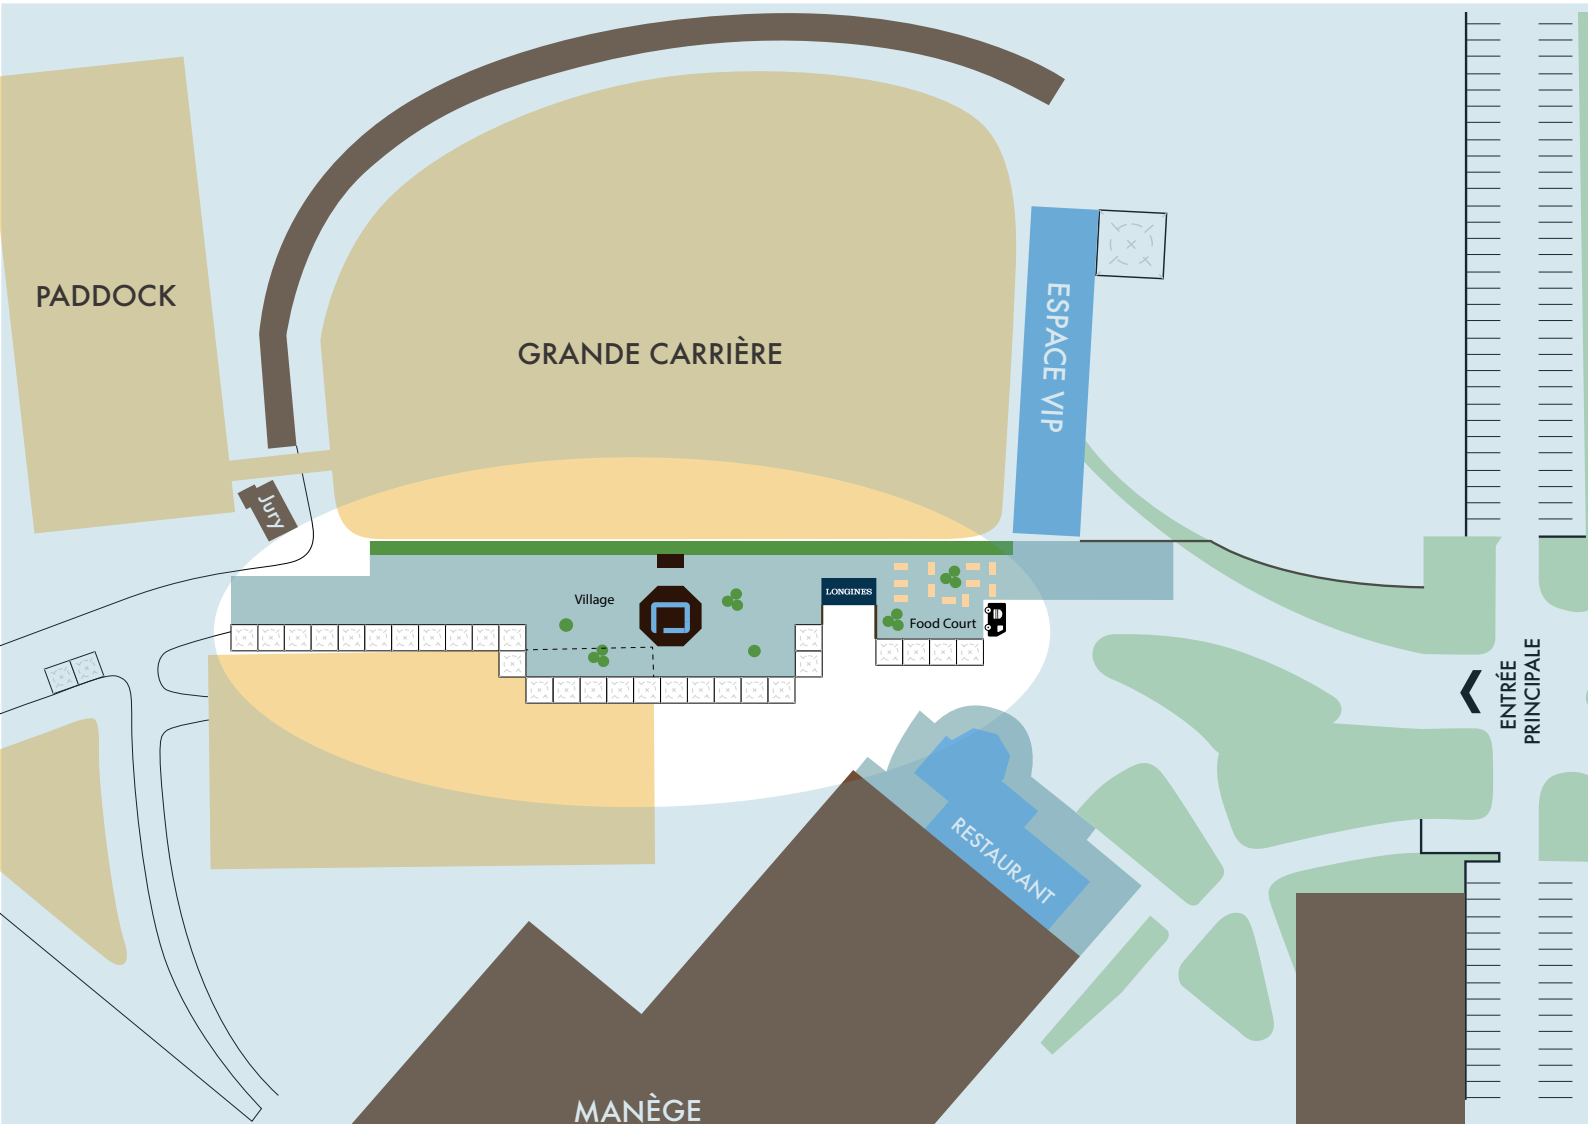 PADDOCK
GRANDE CARRIÈRE
ESPACE VIP
Jury
Village
LONGINES
Food Court
ENTRÉE
PRINCIPALE
RESTAURANT
MANÈGE